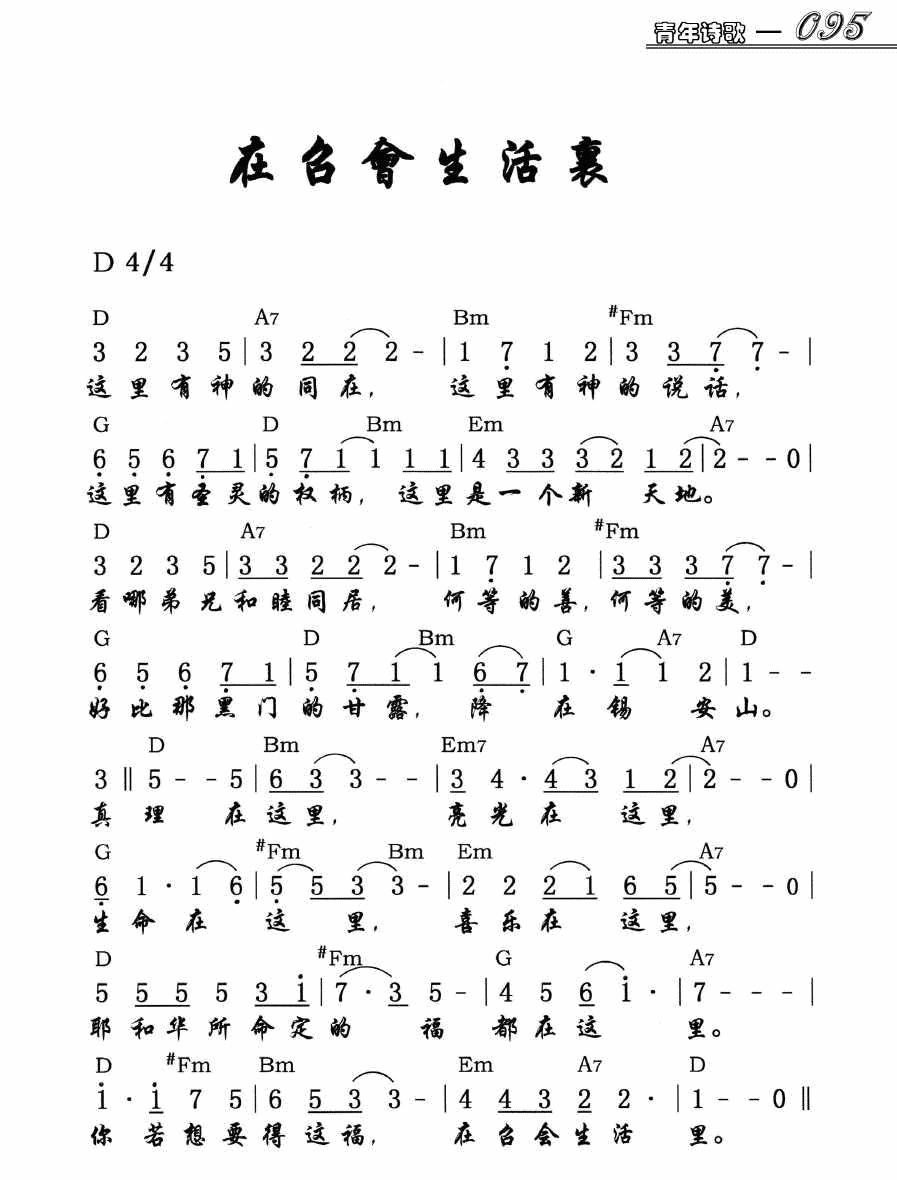 青年诗歌 — 095
在召會生活裏
D 4/4
D A7 Bm #Fm
3 2 3 5 | 3 2 2 2 - | 1 7 1 2 | 3 3 7 7 - |
这里有神的同在, 这里有神的说话,
G D Bm Em A7
6 5 6 7 1 | 5 7 1 1 1 1 | 4 3 3 3 2 1 2 | 2 - - 0 |
这里有圣灵的权柄, 这里是一个新 天地。
D A7 Bm #Fm
3 2 3 5 | 3 3 2 2 2 - | 1 7 1 2 | 3 3 3 7 7 - |
看哪弟兄和睦同居, 何等的善,何等的美,
G D Bm G A7 D
6 5 6 7 1 | 5 7 1 1 6 7 | 1 · 1 1 2 | 1 - -
好比那黑门的甘露, 降 在锡 安山。
D Bm Em7 A7
3 ‖ 5 - - 5 | 6 3 3 - - | 3 4 · 4 3 1 2 | 2 - - 0 |
真 理 在这里, 亮光在 这里,
G #Fm Bm Em A7
6 1 · 1 6 | 5 5 3 3 - | 2 2 2 1 6 5 | 5 - - 0 |
生命在 这 里, 喜乐在 这里,
D #Fm G A7
5 5 5 5 3 1 | 7 · 3 5 - | 4 5 6 1 · | 7 - - - |
耶和华所命定的 福 都在这 里。
D #Fm Bm Em A7 D
1 · 1 7 5 | 6 5 3 3 - | 4 4 3 2 2 · | 1 - - 0 ‖
你若想要得这福, 在召会生活 里。